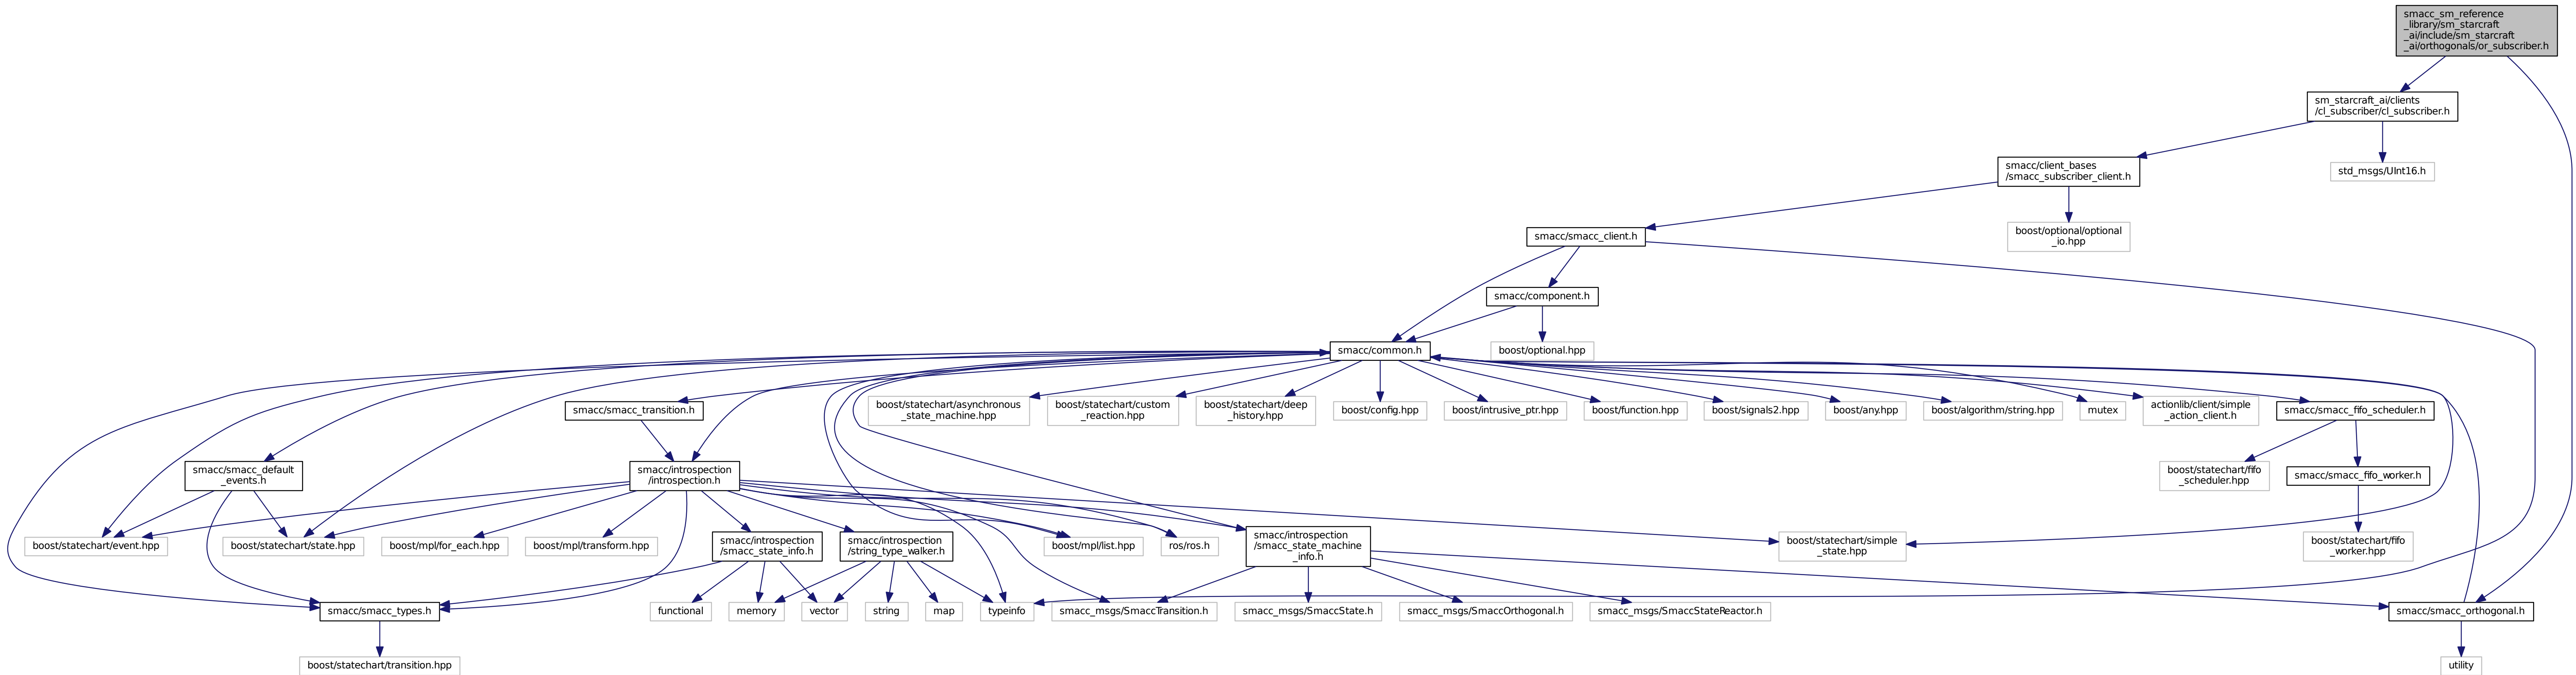 smacc_sm_reference
_library/sm_starcraft
_ai/include/sm_starcraft
_ai/orthogonals/or_subscriber.h
sm_starcraft_ai/clients
/cl_subscriber/cl_subscriber.h
smacc/client_bases
/smacc_subscriber_client.h
std_msgs/UInt16.h
smacc/smacc_client.h
boost/optional/optional
_io.hpp
smacc/component.h
smacc/common.h
boost/optional.hpp
smacc/smacc_transition.h
boost/statechart/asynchronous
_state_machine.hpp
boost/statechart/custom
_reaction.hpp
boost/statechart/deep
_history.hpp
boost/config.hpp
boost/intrusive_ptr.hpp
boost/function.hpp
boost/signals2.hpp
boost/any.hpp
boost/algorithm/string.hpp
mutex
actionlib/client/simple
_action_client.h
smacc/smacc_fifo_scheduler.h
smacc/smacc_default
_events.h
smacc/introspection
/introspection.h
boost/statechart/fifo
_scheduler.hpp
smacc/smacc_fifo_worker.h
boost/statechart/event.hpp
boost/statechart/state.hpp
boost/mpl/for_each.hpp
boost/mpl/transform.hpp
smacc/introspection
/smacc_state_info.h
smacc/introspection
/string_type_walker.h
boost/mpl/list.hpp
ros/ros.h
smacc/introspection
/smacc_state_machine
_info.h
boost/statechart/simple
_state.hpp
boost/statechart/fifo
_worker.hpp
smacc/smacc_types.h
functional
memory
vector
string
map
typeinfo
smacc_msgs/SmaccTransition.h
smacc_msgs/SmaccState.h
smacc_msgs/SmaccOrthogonal.h
smacc_msgs/SmaccStateReactor.h
smacc/smacc_orthogonal.h
boost/statechart/transition.hpp
utility